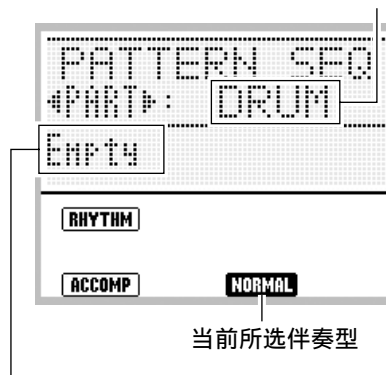 PATTERN SEQ
◀PART▶: DRUM
Empty
RHYTHM
ACCOMP NORMAL
当前所选伴奏型